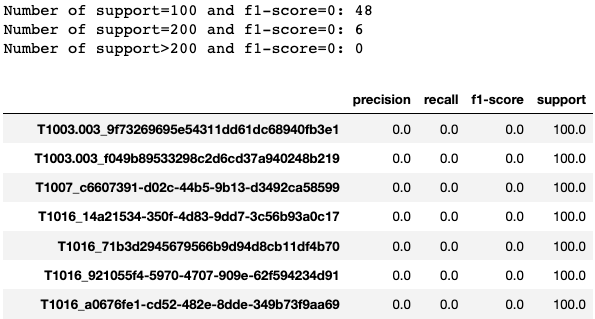 Number of support=100 and f1-score=0: 48
Number of support=200 and f1-score=0: 6
Number of support>200 and f1-score=0: 0
precision recall f1-score support
T1003.003_9f73269695e54311dd61dc68940fb3e1 0.0 0.0 0.0 100.0
T1003.003_f049b89533298c2d6cd37a940248b219 0.0 0.0 0.0 100.0
T1007_c6607391-d02c-44b5-9b13-d3492ca58599 0.0 0.0 0.0 100.0
T1016_14a21534-350f-4d83-9dd7-3c56b93a0c17 0.0 0.0 0.0 100.0
T1016_71b3d2945679566b9d94d8cb11df4b70 0.0 0.0 0.0 100.0
T1016_921055f4-5970-4707-909e-62f594234d91 0.0 0.0 0.0 100.0
T1016_a0676fe1-cd52-482e-8dde-349b73f9aa69 0.0 0.0 0.0 100.0